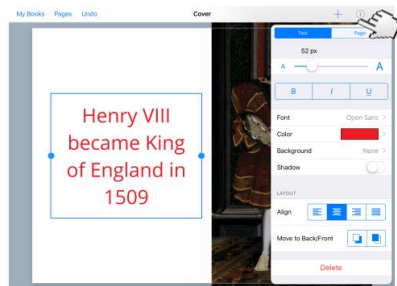 My Books Pages Undo Cover
Text Page
52 px
A A
B I U
Henry VIII
became King
of England in
1509
Font Open Sans
Color
Background None
Shadow
LAYOUT
Align
Move to Back/Front
Delete